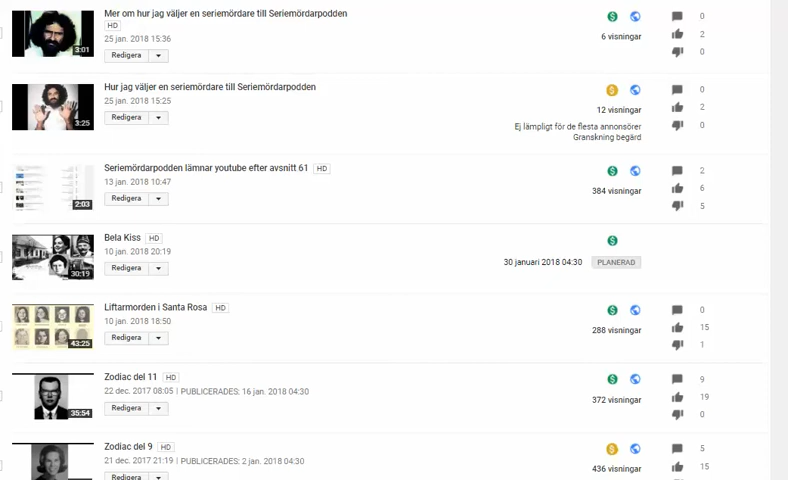 Mer om hur jag väljer en seriemördare till Seriemördarpodden
HD
25 jan. 2018 15:36
Redigera
3:01
6 visningar
0
2
0
Hur jag väljer en seriemördare till Seriemördarpodden
25 jan. 2018 15:25
Redigera
3:25
12 visningar
Ej lämpligt för de flesta annonsörer
Granskning begärd
0
2
0
Seriemördarpodden lämnar youtube efter avsnitt 61 HD
13 jan. 2018 10:47
Redigera
2:03
384 visningar
2
6
5
Bela Kiss HD
10 jan. 2018 20:19
Redigera
30:19
30 januari 2018 04:30 PLANERAD
Liftarmorden i Santa Rosa HD
10 jan. 2018 18:50
Redigera
43:25
288 visningar
0
15
1
Zodiac del 11 HD
22 dec. 2017 08:05 | PUBLICERADES: 16 jan. 2018 04:30
Redigera
35:54
372 visningar
9
19
0
Zodiac del 9 HD
21 dec. 2017 21:19 | PUBLICERADES: 2 jan. 2018 04:30
Redigera
436 visningar
5
15